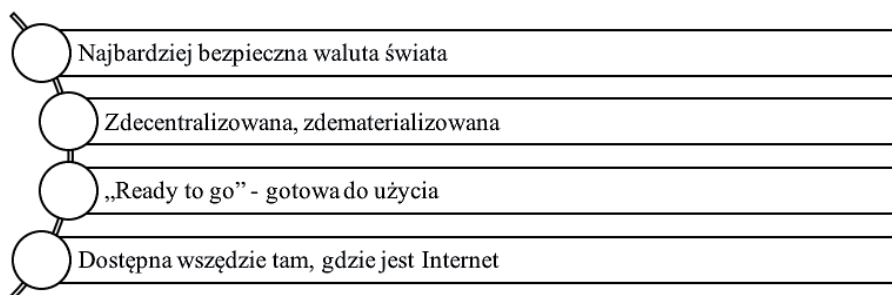 Najbardziej bezpieczna waluta świata
Zdecentralizowana, zdematerializowana
„Ready to go” - gotowa do użycia
Dostępna wszędzie tam, gdzie jest Internet